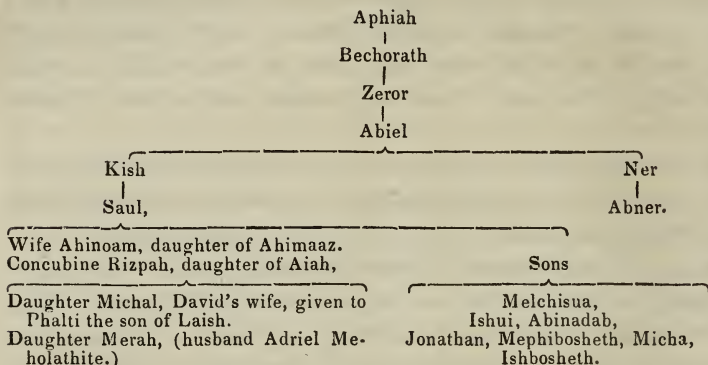 Aphiah
Bechorath
Zeror
Abiel
Kish Ner
Saul, Abner.
Wife Ahinoam, daughter of Ahimaaz.
Concubine Rizpah, daughter of Aiah, Sons
Daughter Michal, David's wife, given to
Phalti the son of Laish.
Daughter Merah, (husband Adriel Me-
holathite.)
Melchisua,
Ishui, Abinadab,
Jonathan, Mephibosheth, Micha,
Ishbosheth.